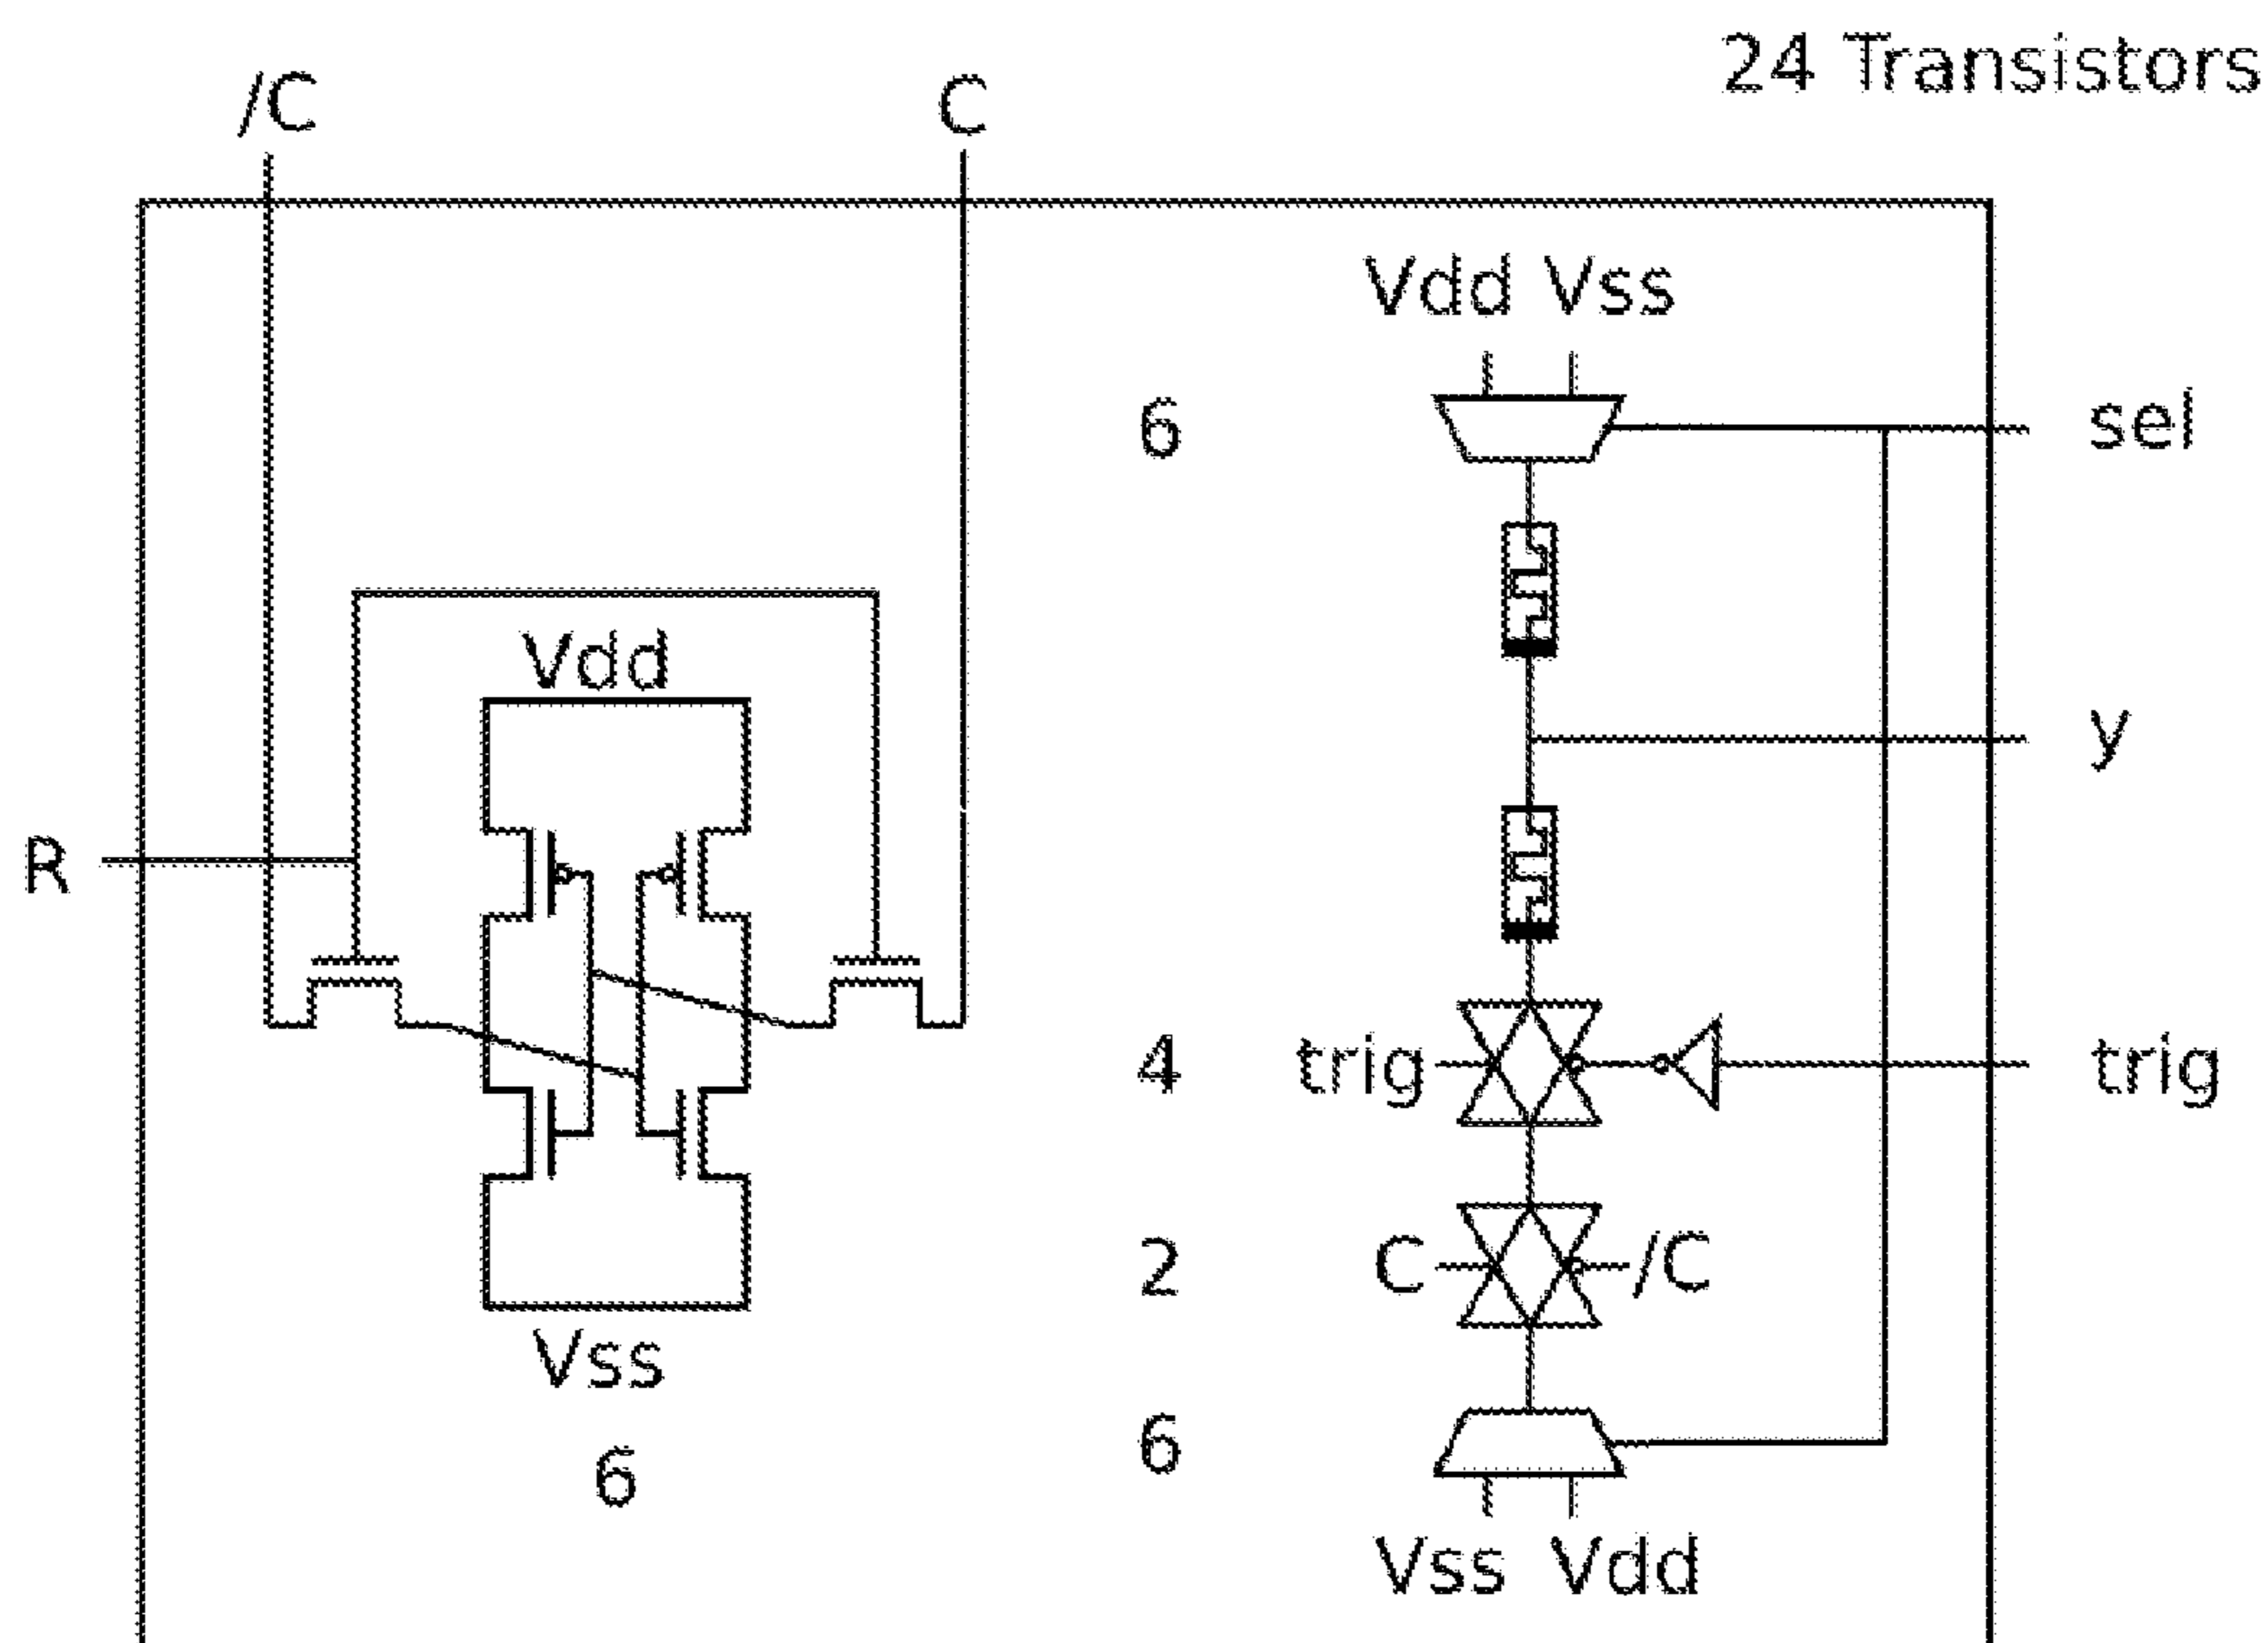 24 Transistors
/C
C
Vdd Vss
6
sel
Vdd
y
R
4
trig
trig
2
C
/C
Vss
6
6
Vss Vdd